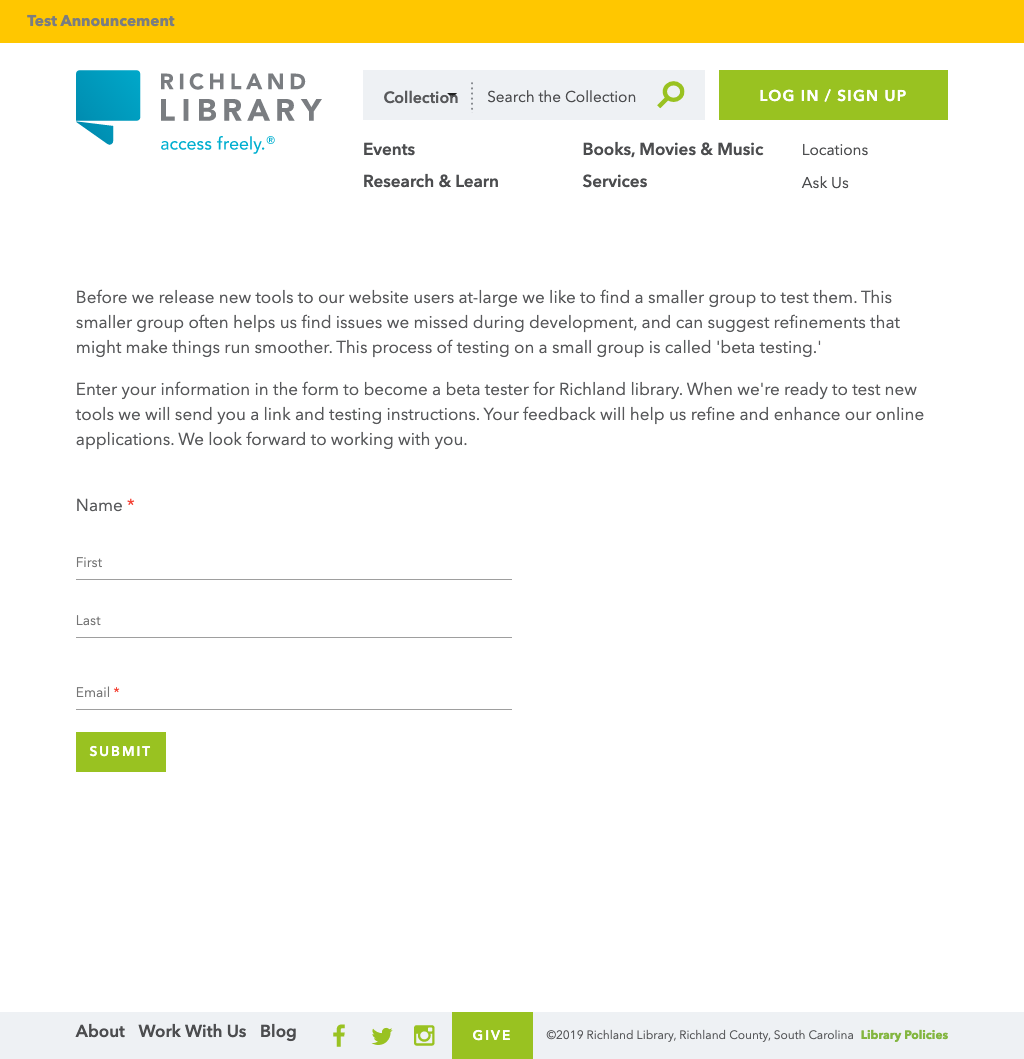 Test Announcement
RICHLAND
LIBRARY
access freely.®
Collection
Search the Collection
LOG IN / SIGN UP
Events
Books, Movies & Music
Locations
Research & Learn
Services
Ask Us
Before we release new tools to our website users at-large we like to find a smaller group to test them. This
smaller group often helps us find issues we missed during development, and can suggest refinements that
might make things run smoother. This process of testing on a small group is called 'beta testing.'
Enter your information in the form to become a beta tester for Richland library. When we're ready to test new
tools we will send you a link and testing instructions. Your feedback will help us refine and enhance our online
applications. We look forward to working with you.
Name *
First
Last
Email *
SUBMIT
About Work With Us Blog
GIVE
©2019 Richland Library, Richland County, South Carolina Library Policies